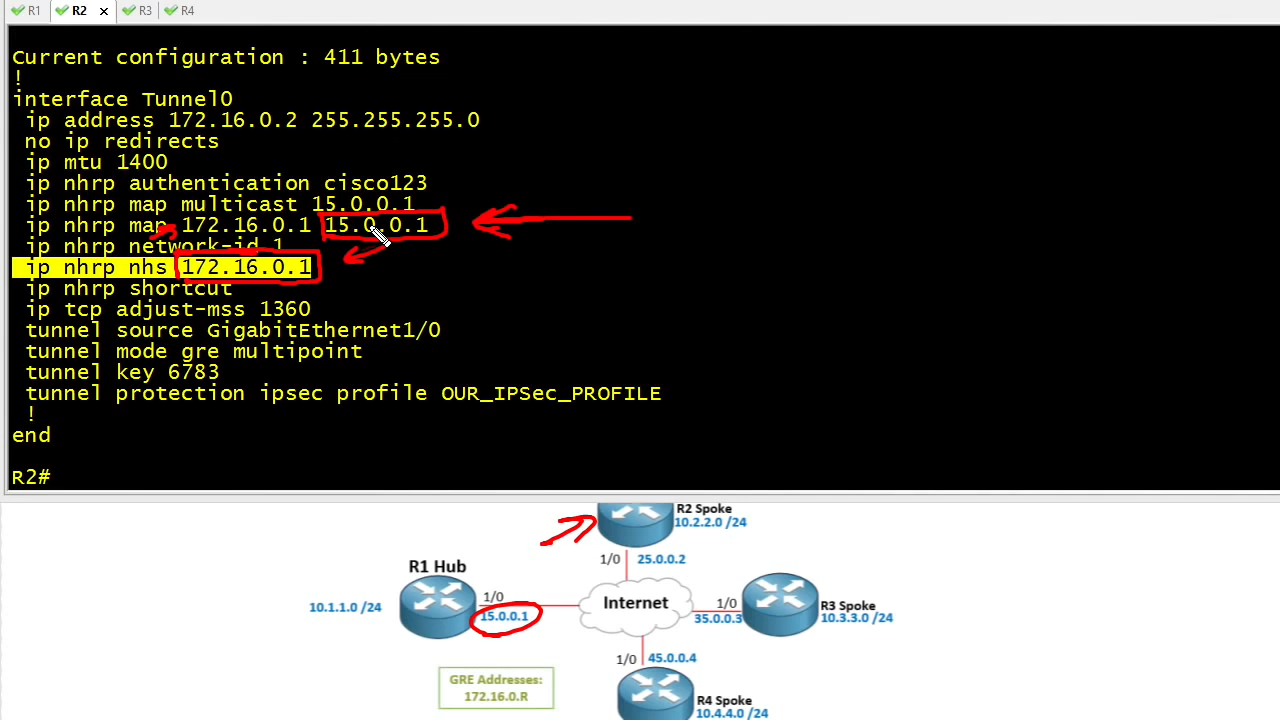 R1 R2 × R3 R4
Current configuration : 411 bytes
!
interface Tunnel0
ip address 172.16.0.2 255.255.255.0
no ip redirects
ip mtu 1400
ip nhrp authentication cisco123
ip nhrp map multicast 15.0.0.1
ip nhrp map 172.16.0.1 15.0.0.1
ip nhrp network-id 1
ip nhrp nhs 172.16.0.1
ip nhrp shortcut
ip tcp adjust-mss 1360
tunnel source GigabitEthernet1/0
tunnel mode gre multipoint
tunnel key 6783
tunnel protection ipsec profile OUR_IPSec_PROFILE
!
end
R2#
R2 Spoke
10.2.2.0 /24
1/0 25.0.0.2
R1 Hub
10.1.1.0 /24
1/0
15.0.0.1
Internet
1/0
35.0.0.3
R3 Spoke
10.3.3.0 /24
1/0 45.0.0.4
GRE Addresses:
172.16.0.R
R4 Spoke
10.4.4.0 /24